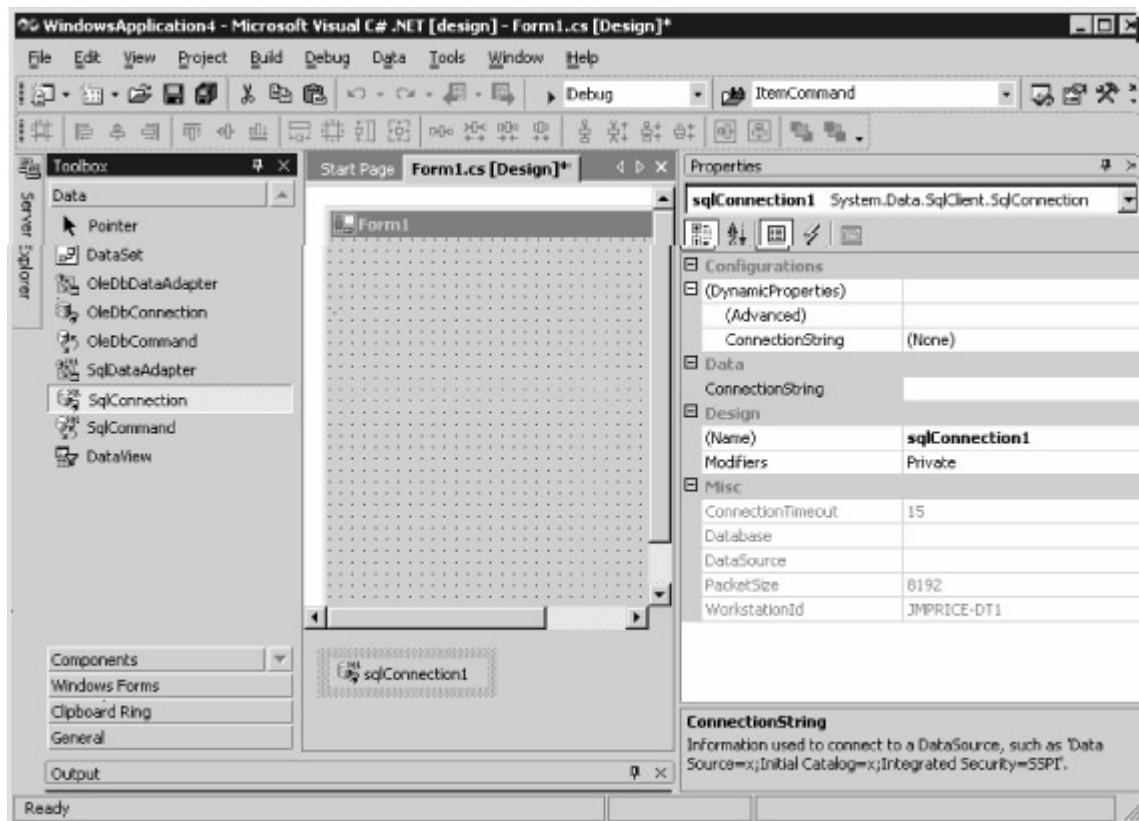 WindowsApplication4 - Microsoft Visual C# .NET [design] - Form1.cs [Design]*
File Edit View Project Build Debug Data Tools Window Help
Debug ItemCommand
Server Explorer
Toolbox
Data
Pointer
DataSet
OleDbDataAdapter
OleDbConnection
OleDbCommand
SqlDataAdapter
SqlConnection
SqlCommand
DataView
Components
Windows Forms
Clipboard Ring
General
Output
Start Page Form1.cs [Design]*
Form1
sqlConnection1
Properties
sqlConnection1 System.Data.SqlClient.SqlConnection
Configurations
(DynamicProperties)
(Advanced)
ConnectionString (None)
Data
ConnectionString
Design
(Name) sqlConnection1
Modifiers Private
Misc
ConnectionTimeout 15
Database
DataSource
PacketSize 8192
WorkstationId JMPRICE-DT1
ConnectionString
Information used to connect to a DataSource, such as 'Data
Source=x;Initial Catalog=x;Integrated Security=SSPI'.
Ready